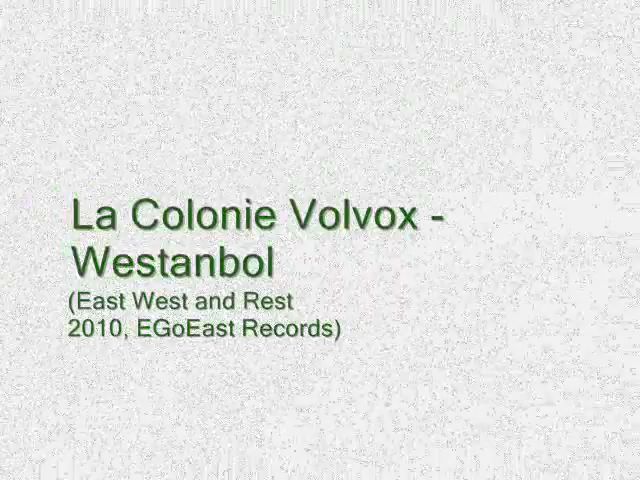 La Colonie Volvox -
Westanbol
(East West and Rest
2010, EGoEast Records)